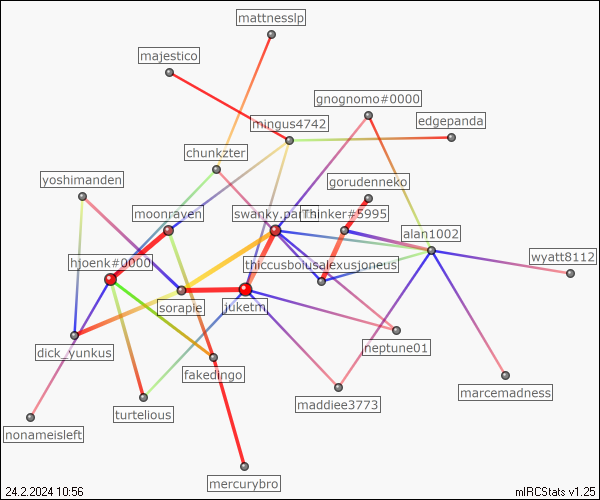 mattnesslp
majestico
gnognomo#0000
mingus4742
edgepanda
chunkzter
yoshimanden
gorudenneko
moonraven
swanky.pa
Thinker#5995
alan1002
wyatt8112
hjoenk#0000
thiccusbolusalexusjoneus
sorapie
juketm
dick_yunkus
neptune01
fakedingo
marcemadness
maddiee3773
turtelious
nonameisleft
mercurybro
24.2.2024 10:56
mIRCStats v1.25